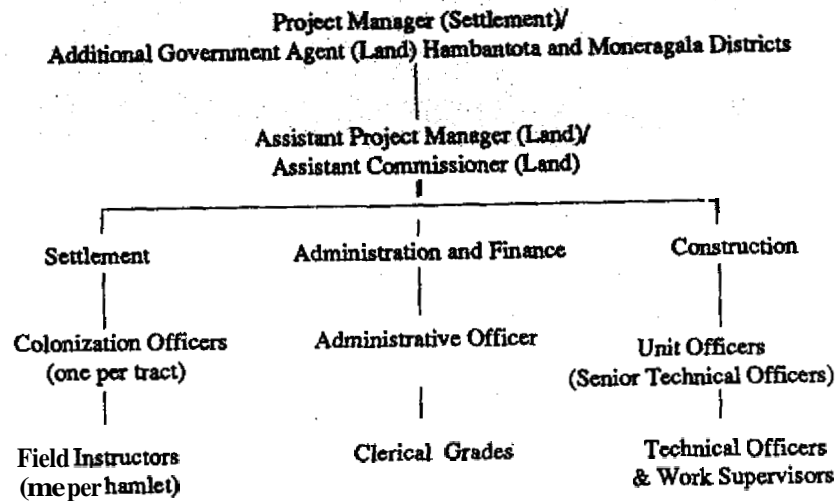 Project Manager (Settlement)/
Additional Government Agent (Land) Hambantota and Moneragala Districts
Assistant Project Manager (Land)/
Assistant Commissioner (Land)
Settlement
Administration and Finance
Construction
Colonization Officers
(one per tract)
Administrative Officer
Unit Officers
(Senior Technical Officers)
Field Instructors
(me per hamlet)
Clerical Grades
Technical Officers
& Work Supervisors